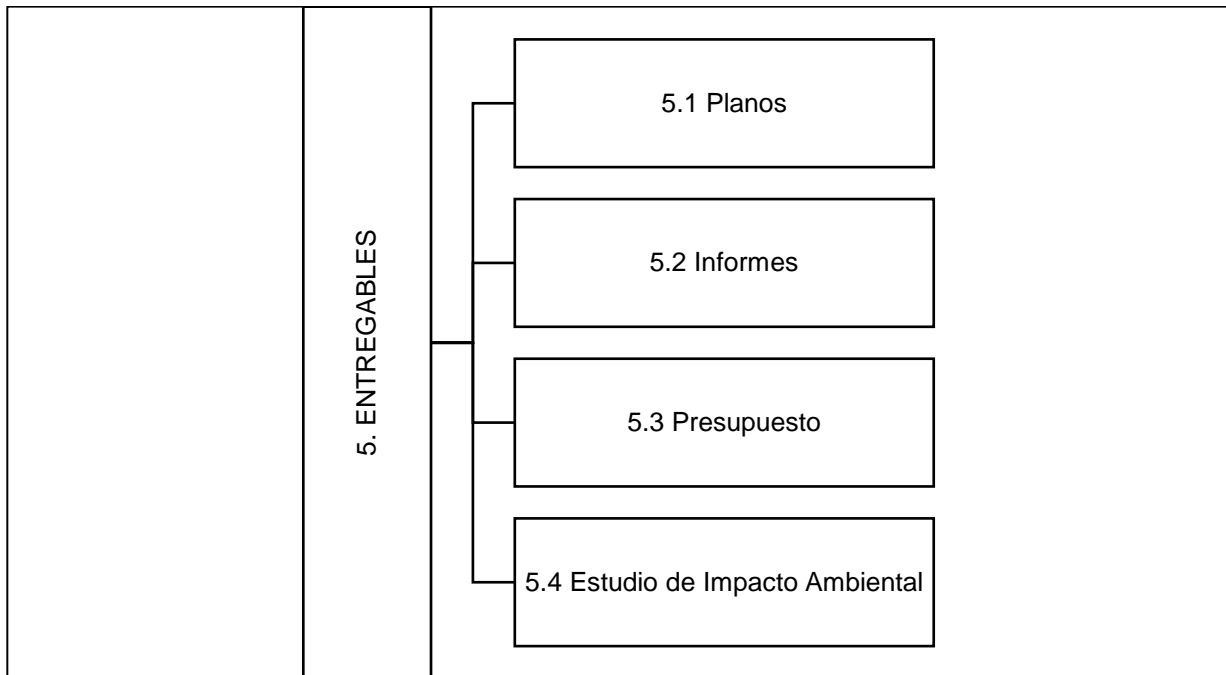 5. ENTREGABLES
5.1 Planos
5.2 Informes
5.3 Presupuesto
5.4 Estudio de Impacto Ambiental